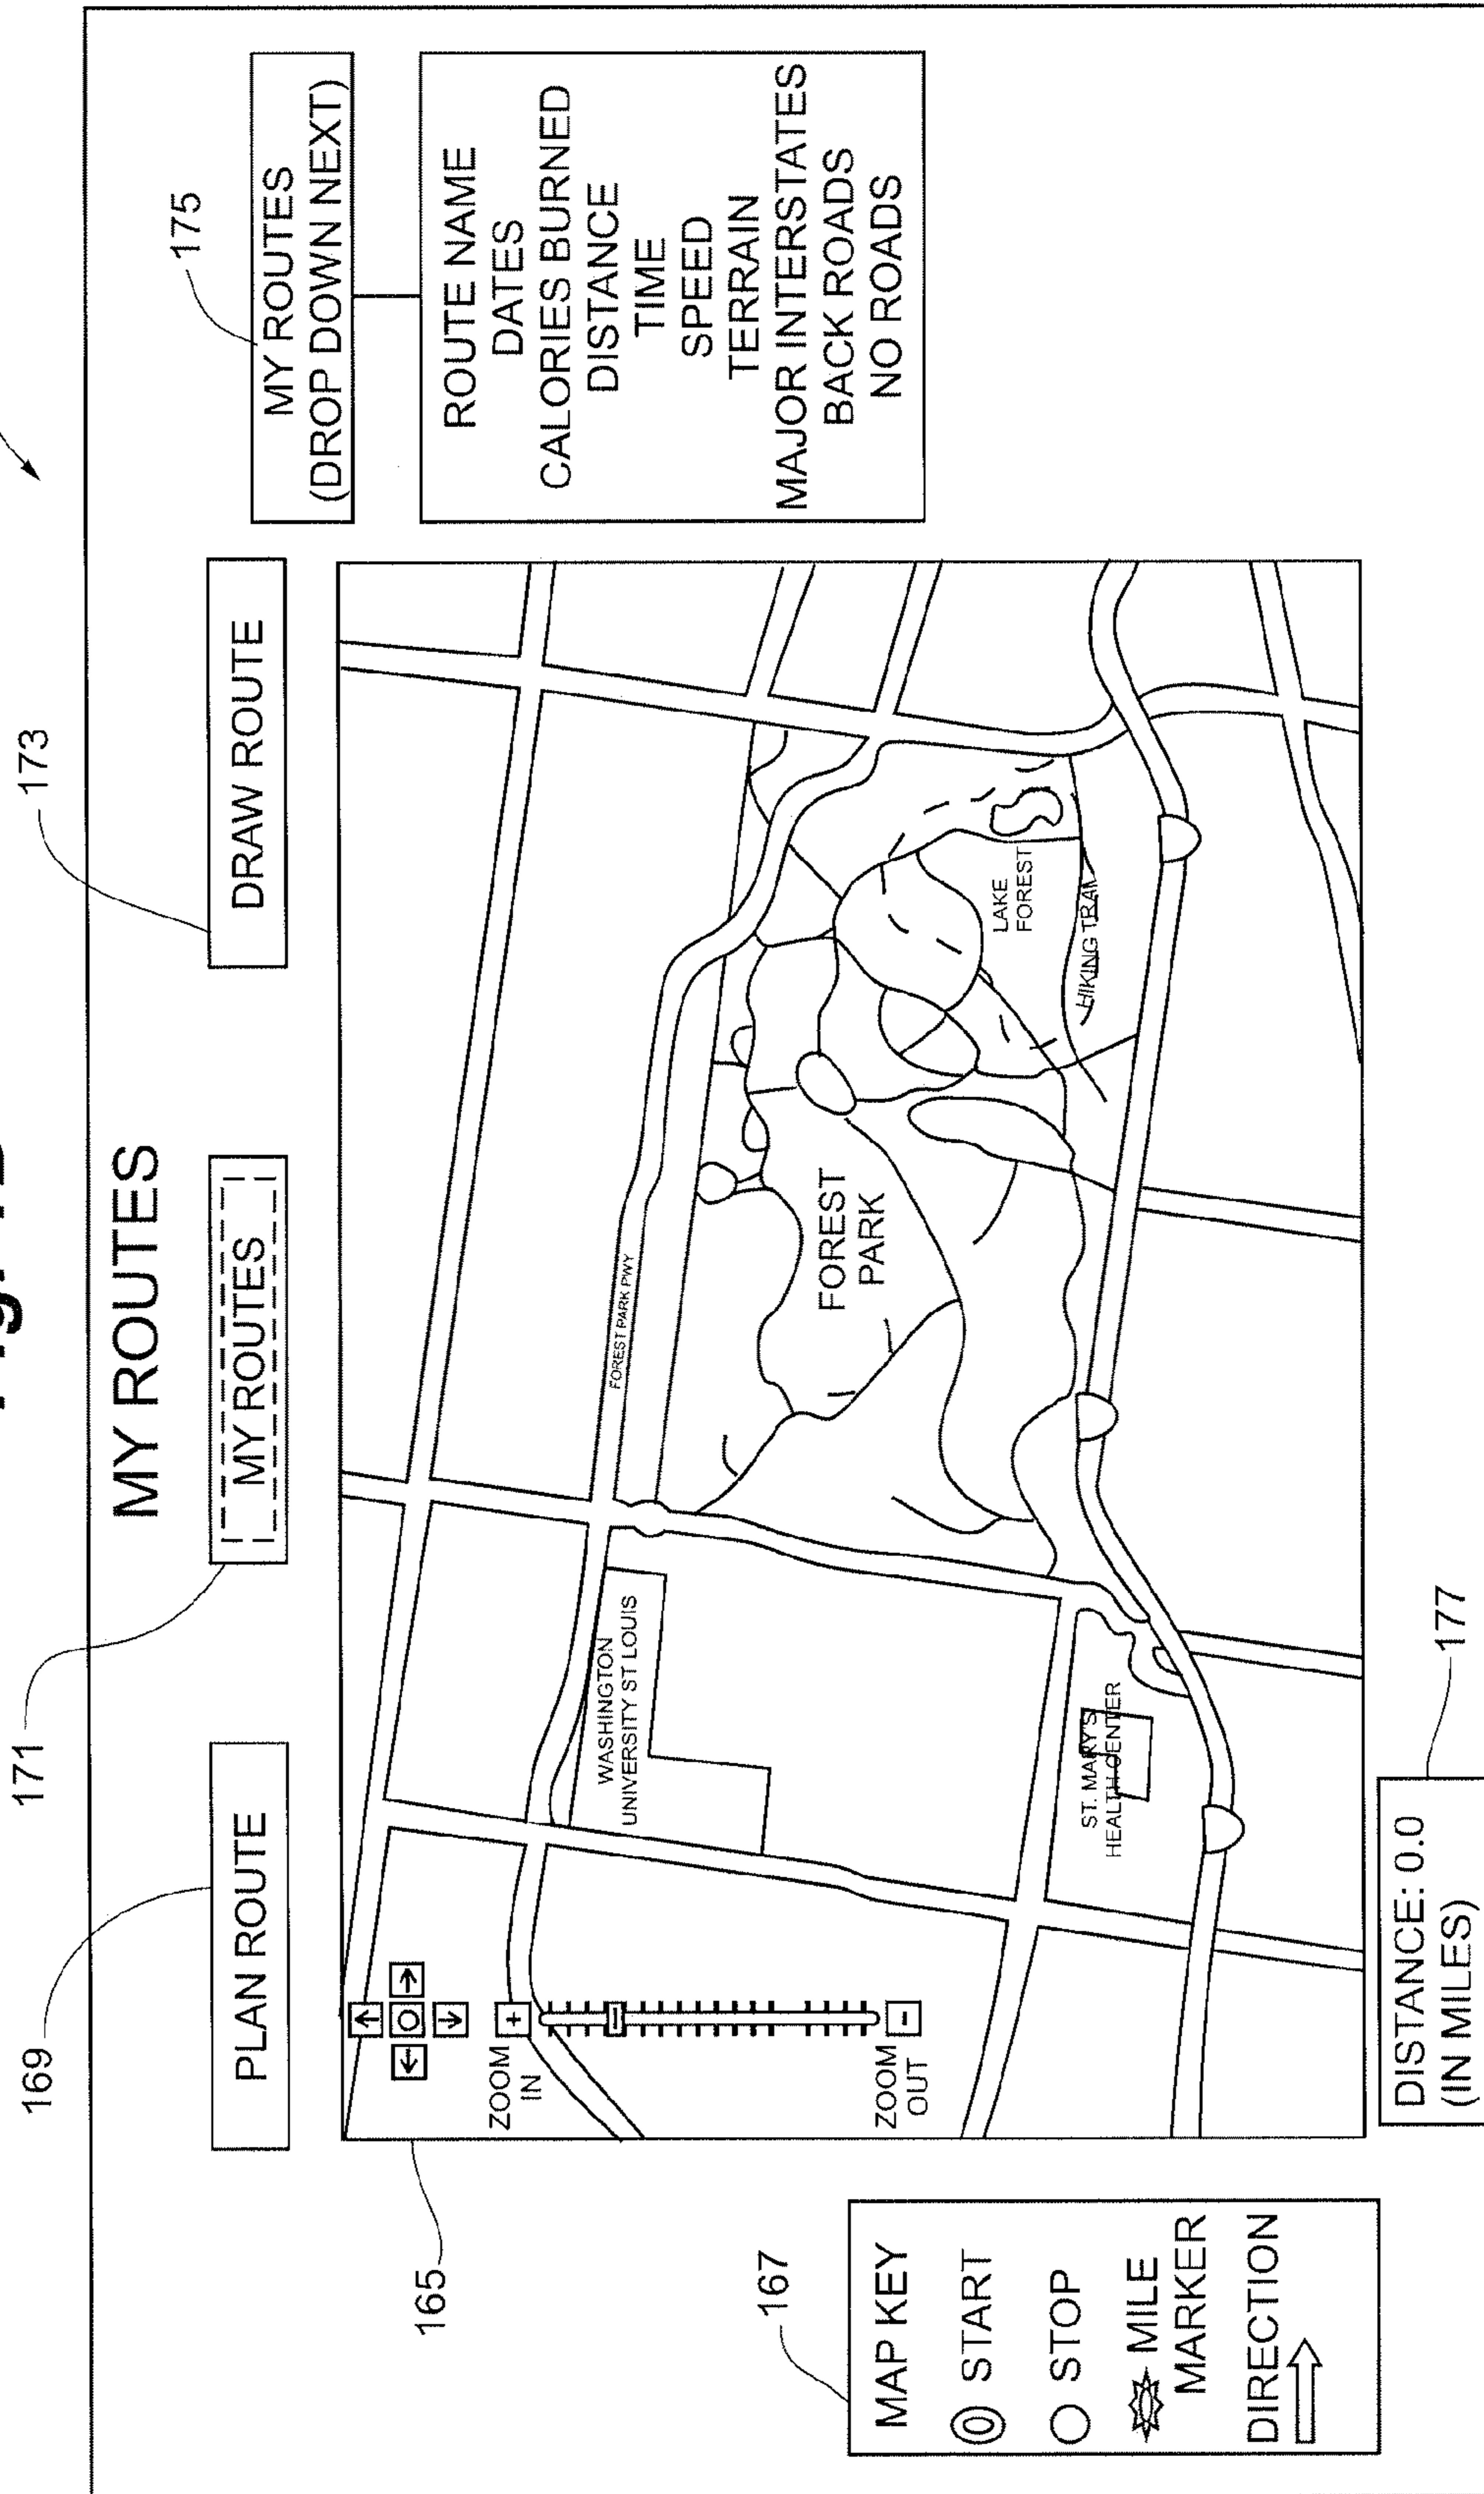 MY ROUTES
169
171
173
175
PLAN ROUTE
MY ROUTES
DRAW ROUTE
MY ROUTES
(DROP DOWN NEXT)
ROUTE NAME
DATES
CALORIES BURNED
DISTANCE
TIME
SPEED
TERRAIN
MAJOR INTERSTATES
BACK ROADS
NO ROADS
165
ZOOM
IN
+
ZOOM
OUT
-
FOREST PARK PWY
WASHINGTON
UNIVERSITY ST LOUIS
FOREST
PARK
LAKE
FOREST
HIKING TRAIL
ST. MARY'S
HEALTH CENTER
167
MAP KEY
START
STOP
MILE
MARKER
DIRECTION
DISTANCE: 0.0
(IN MILES)
177